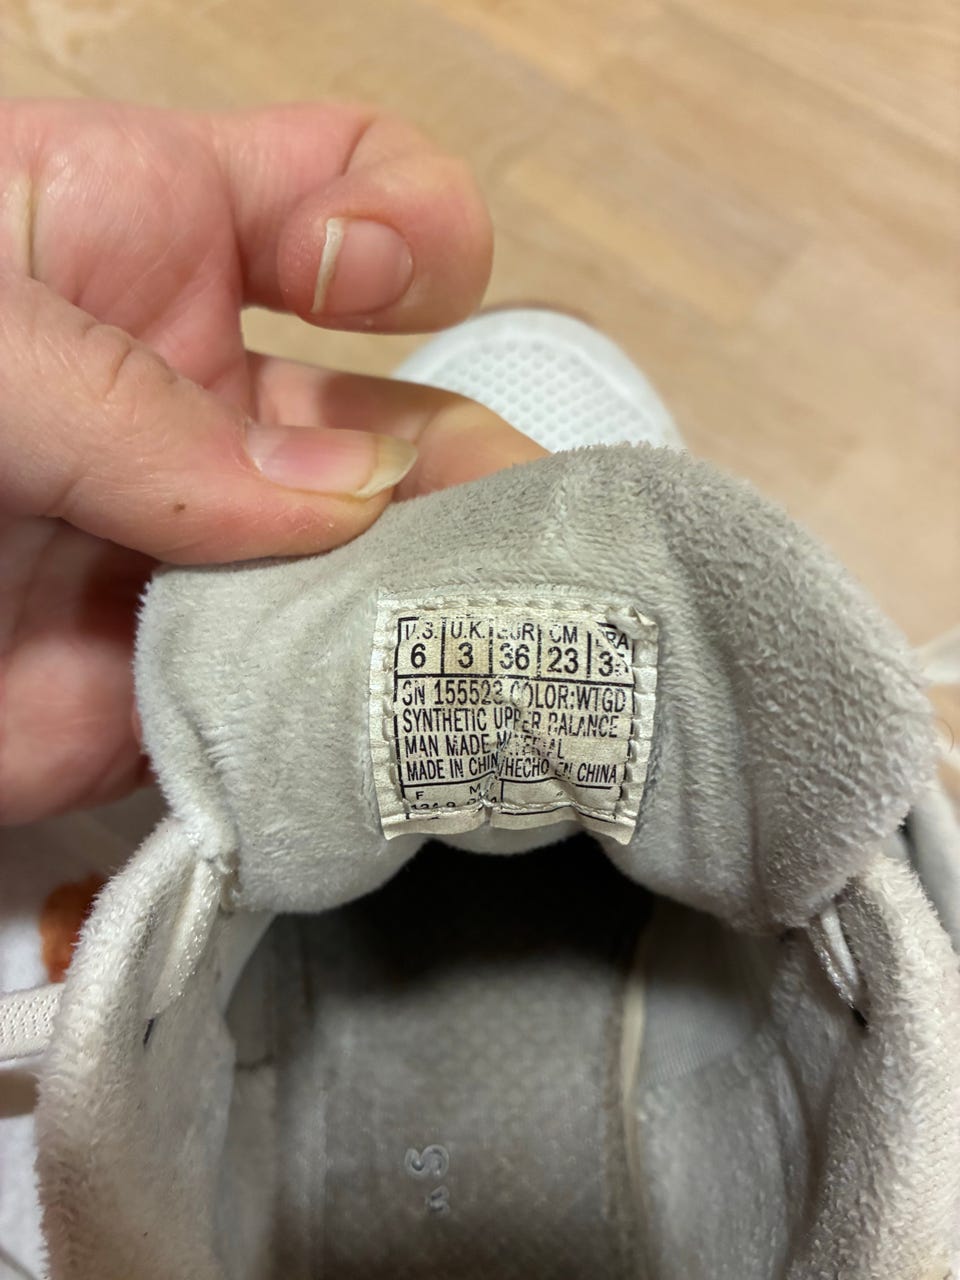 U.S. U.K. EUR CM BRA
6 3 36 23
SN 155523 COLOR:WTGD
SYNTHETIC UPPER BALANCE
MAN MADE MATERIAL
MADE IN CHINA/HECHO EN CHINA
F M